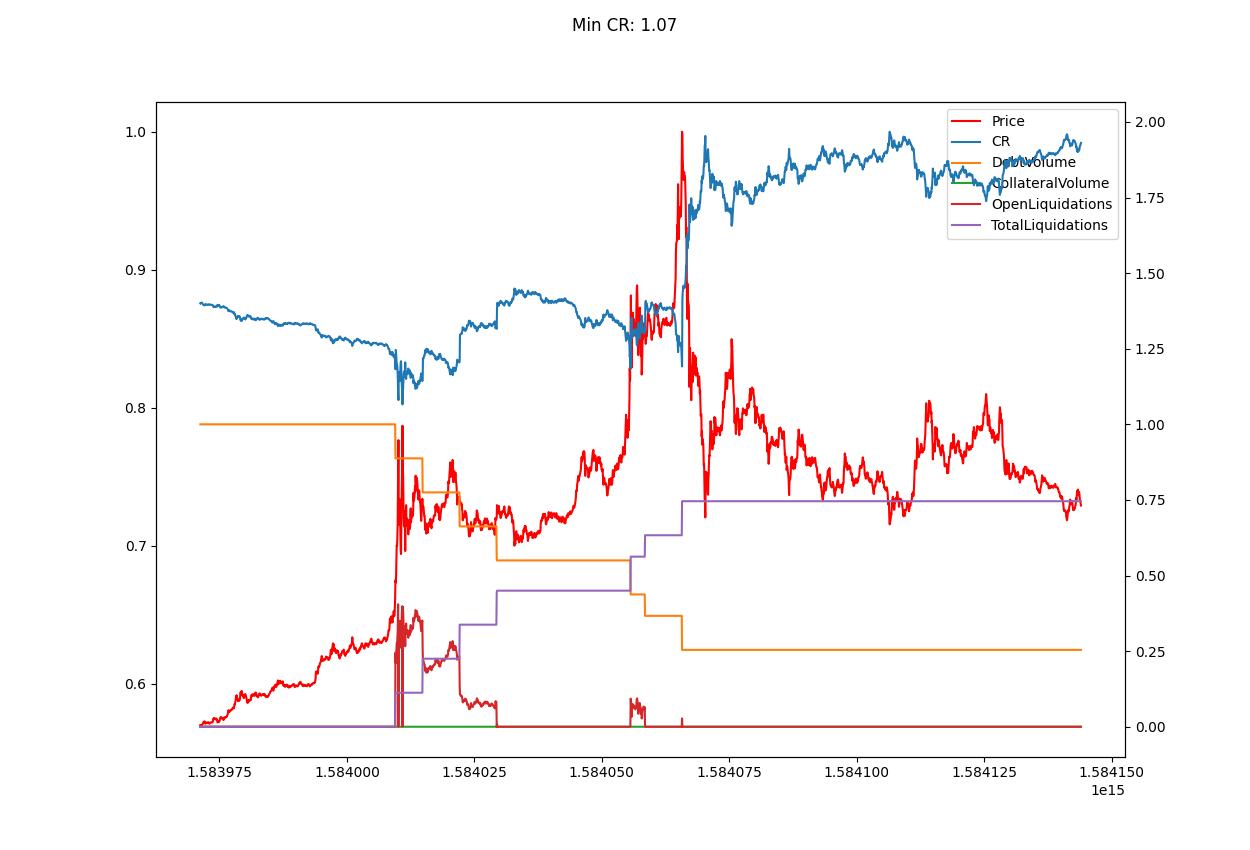 Min CR: 1.07
1.0
0.9
0.8
0.7
0.6
2.00
1.75
1.50
1.25
1.00
0.75
0.50
0.25
0.00
Price
CR
DebtVolume
CollateralVolume
OpenLiquidations
TotalLiquidations
1.583975
1.584000
1.584025
1.584050
1.584075
1.584100
1.584125
1.584150
1e15